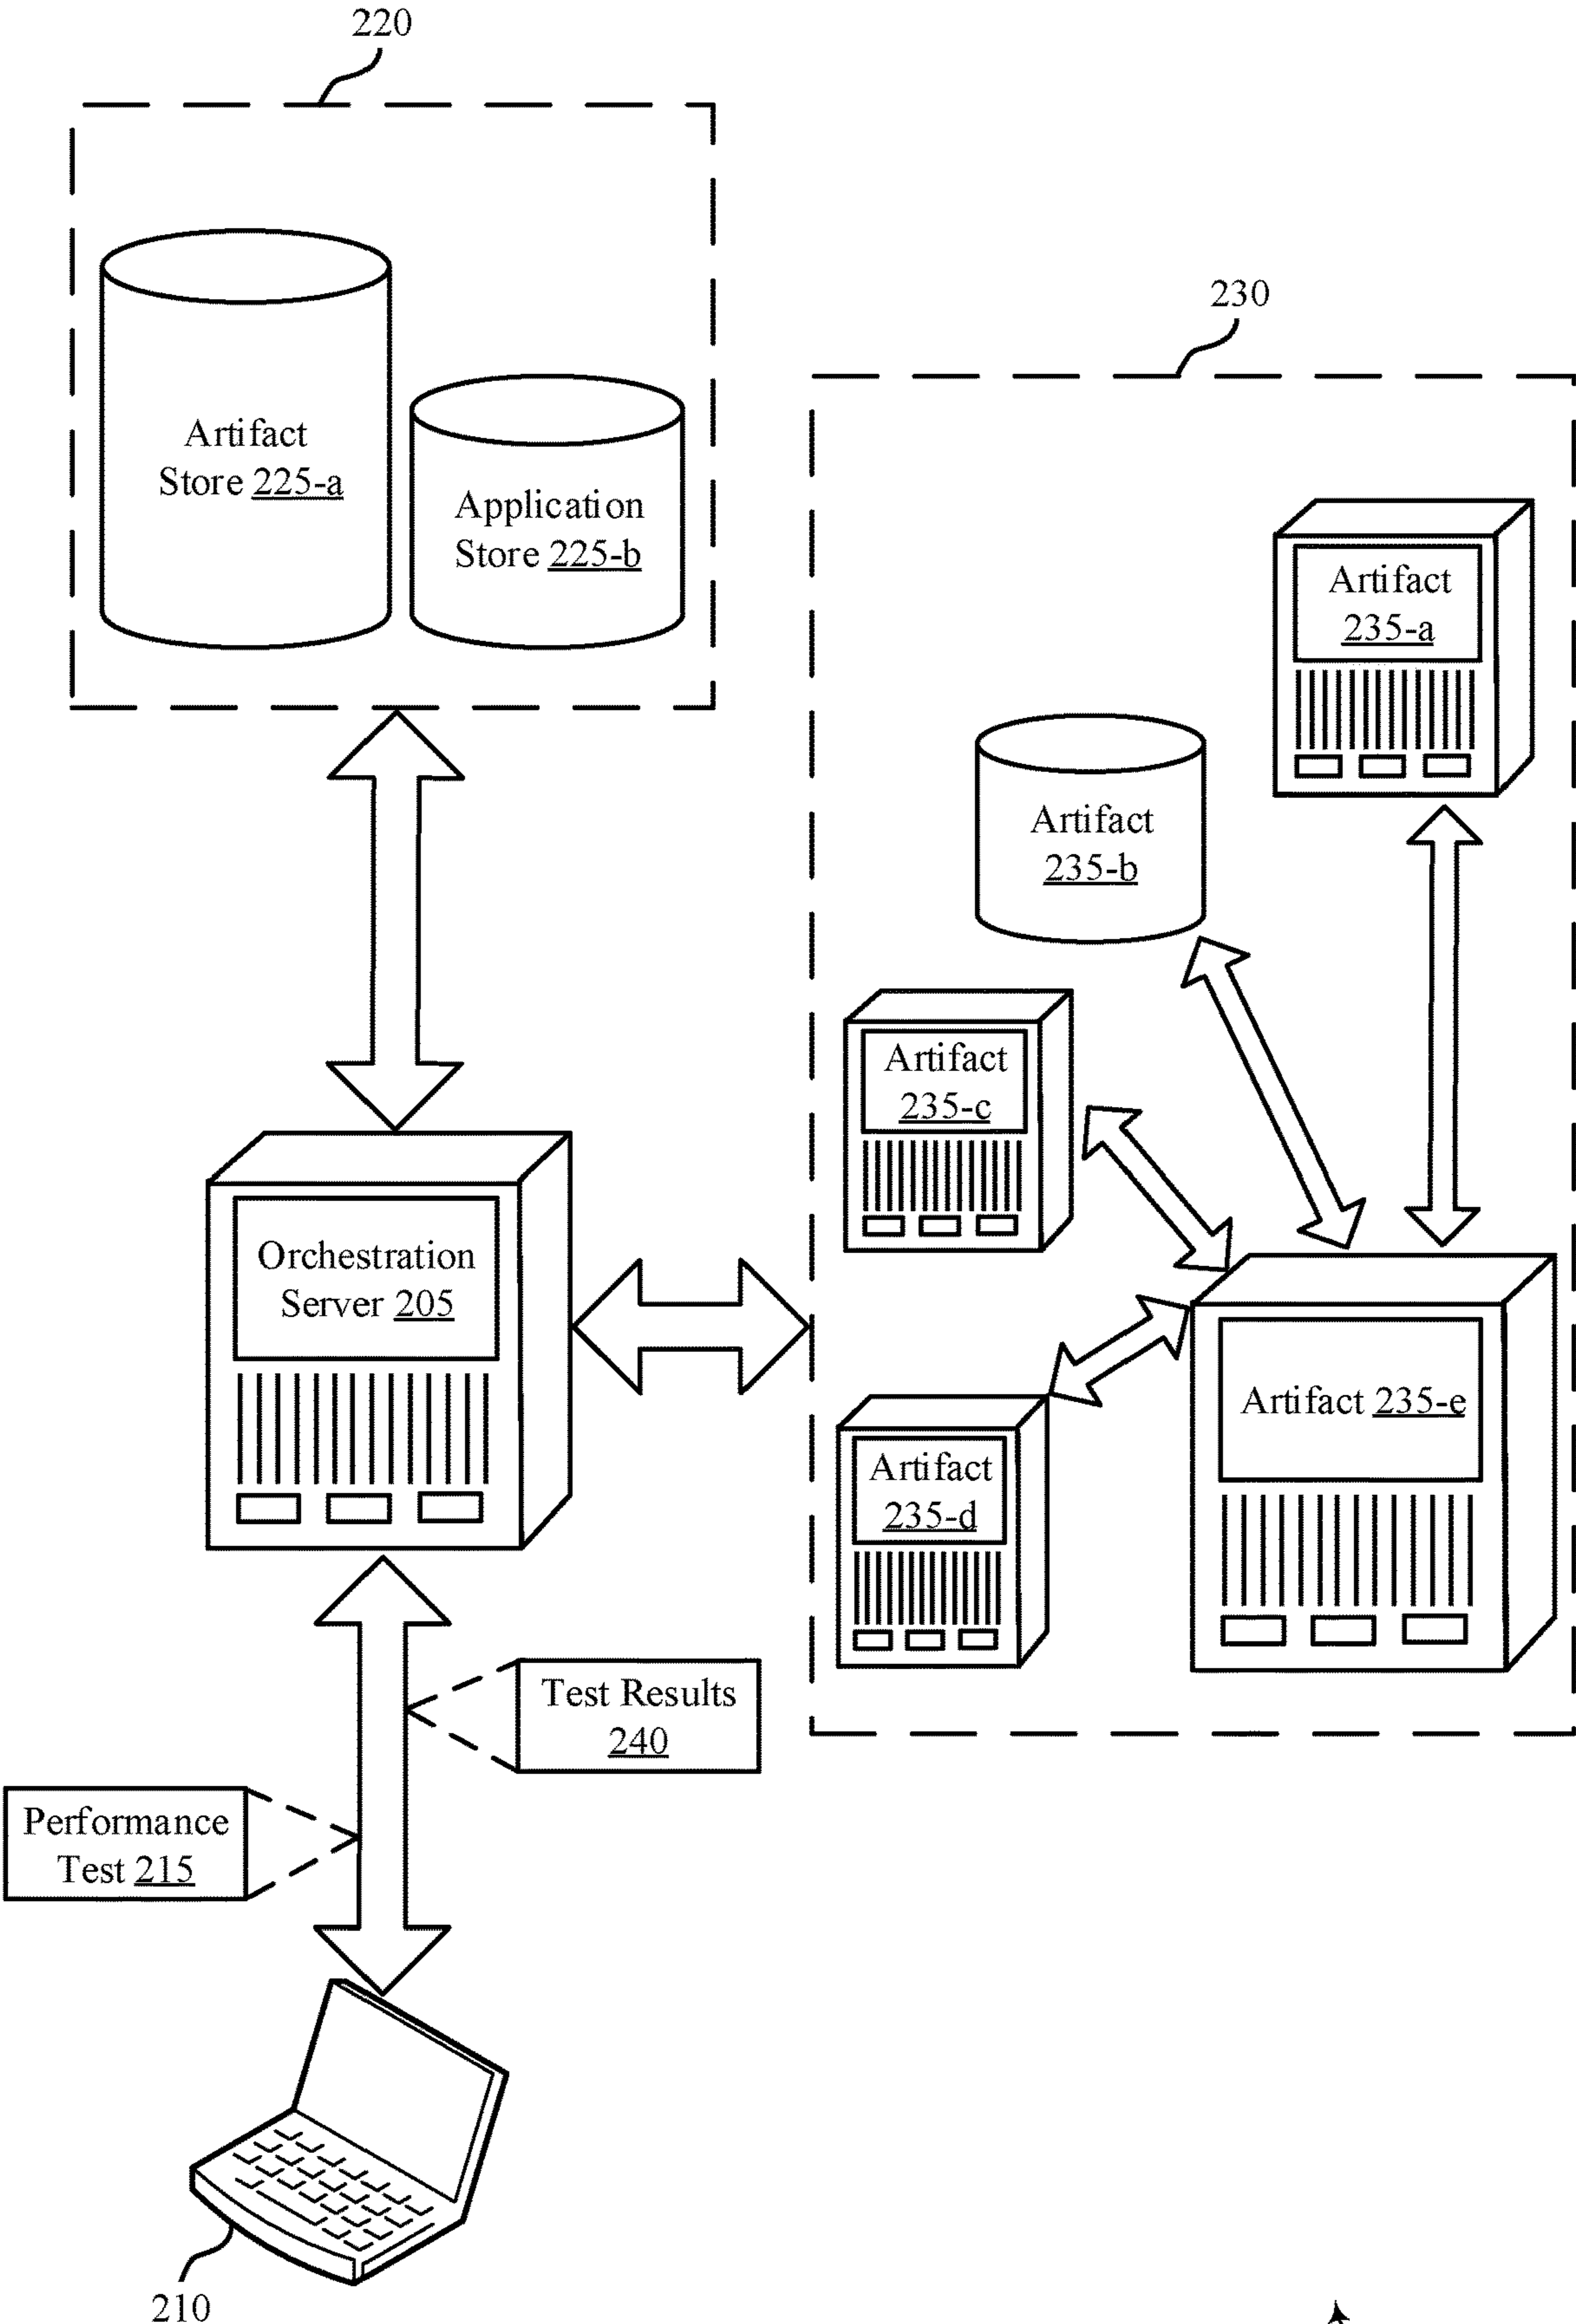 220
Artifact
Store 225-a
Application
Store 225-b
230
Artifact
235-a
Artifact
235-b
Artifact
235-c
Orchestration
Server 205
Artifact 235-e
Artifact
235-d
Test Results
240
Performance
Test 215
210